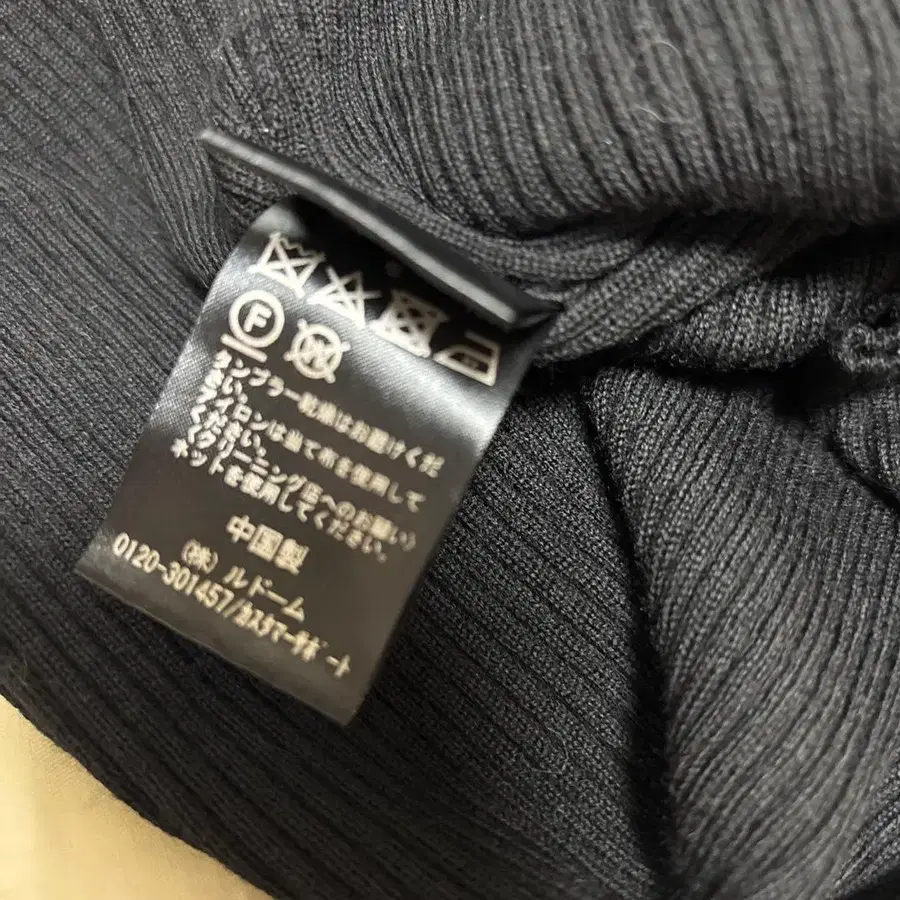 F W
タンブラー乾燥はお避けくだ
さい。
アイロンは当て布を使用して
ください。
(クリーニング店へのお願い)
ネットを使用してください。
中国製
(株) ルドーム
0120-301457/ｶｽﾀﾏｰｻﾎﾟｰﾄ